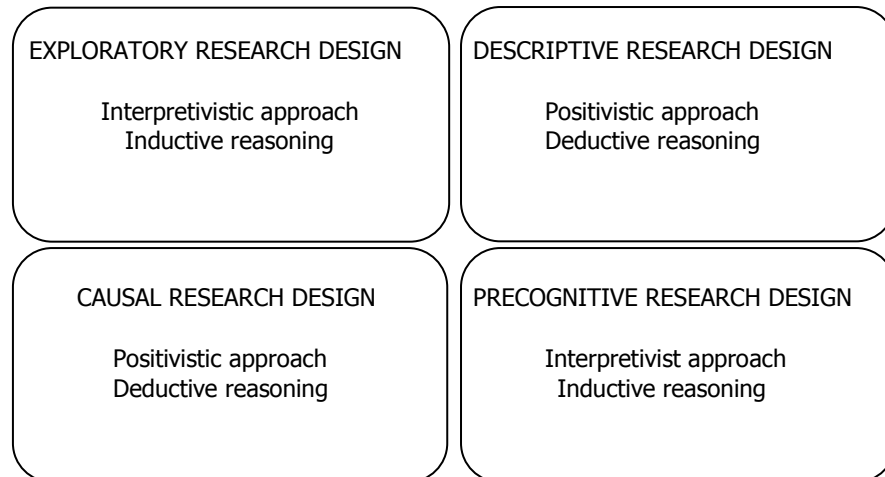 EXPLORATORY RESEARCH DESIGN
Interpretivistic approach
Inductive reasoning
DESCRIPTIVE RESEARCH DESIGN
Positivistic approach
Deductive reasoning
CAUSAL RESEARCH DESIGN
Positivistic approach
Deductive reasoning
PRECOGNITIVE RESEARCH DESIGN
Interpretivist approach
Inductive reasoning